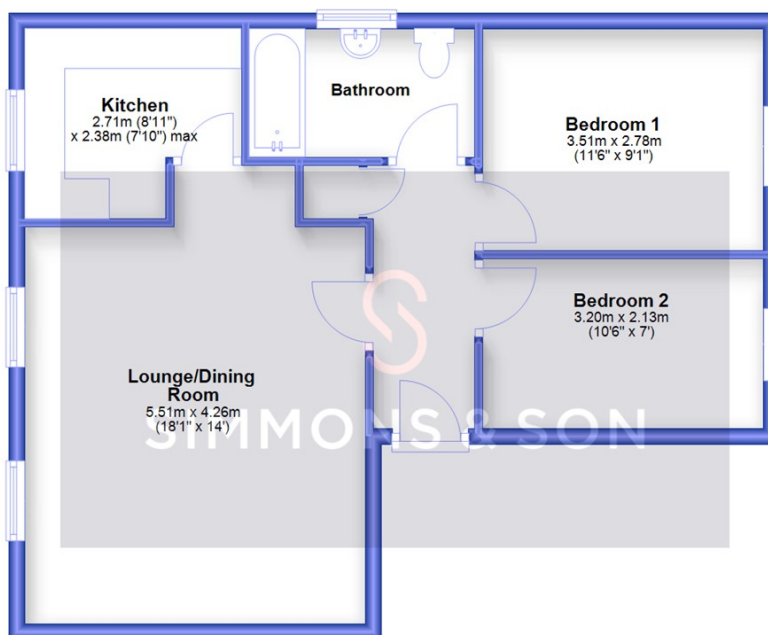 Kitchen
2.71m (8'11")
x 2.38m (7'10") max
Bathroom
Bedroom 1
3.51m x 2.78m
(11'6" x 9'1")
Bedroom 2
3.20m x 2.13m
(10'6" x 7')
Lounge/Dining
Room
5.51m x 4.26m
(18'1" x 14')
SIMMONS & SON